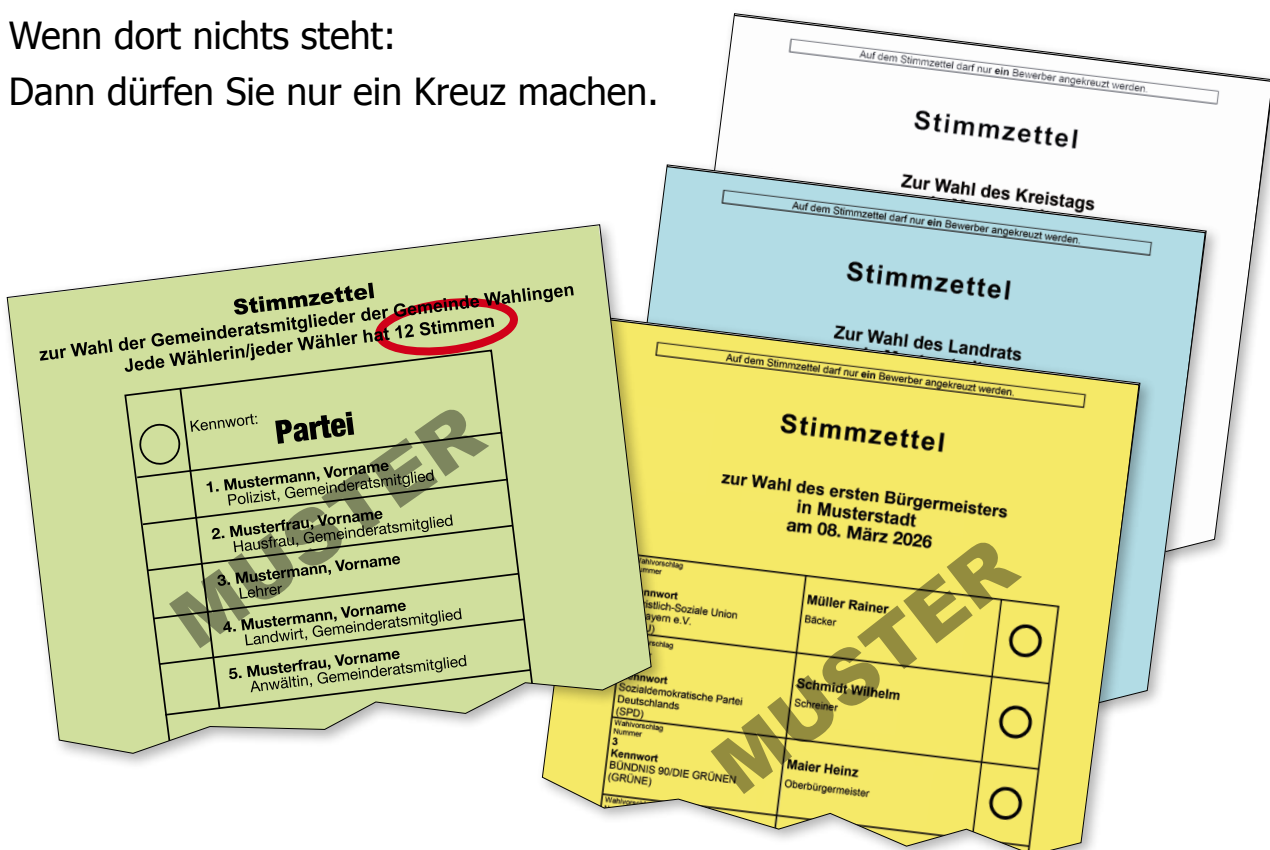 Wenn dort nichts steht:
Dann dürfen Sie nur ein Kreuz machen.
Auf dem Stimmzettel darf nur ein Bewerber angekreuzt werden.
Stimmzettel
Zur Wahl des Kreistags
Auf dem Stimmzettel darf nur ein Bewerber angekreuzt werden.
Stimmzettel
Zur Wahl des Landrats
Stimmzettel
zur Wahl der Gemeinderatsmitglieder der Gemeinde Wahlingen
Jede Wählerin/jeder Wähler hat 12 Stimmen
Kennwort: Partei
1. Mustermann, Vorname
Polizist, Gemeinderatsmitglied
2. Musterfrau, Vorname
Hausfrau, Gemeinderatsmitglied
3. Mustermann, Vorname
Lehrer
4. Mustermann, Vorname
Landwirt, Gemeinderatsmitglied
5. Musterfrau, Vorname
Anwältin, Gemeinderatsmitglied
MUSTER
Auf dem Stimmzettel darf nur ein Bewerber angekreuzt werden.
Stimmzettel
zur Wahl des ersten Bürgermeisters
in Musterstadt
am 08. März 2026
Soziale Union
e.V.
Müller Rainer
Bäcker
Sozialdemokratische Partei
Deutschlands
(SPD)
Schmidt Wilhelm
Schreiner
Wahlvorschlag
Nummer
3
Kennwort
BÜNDNIS 90/DIE GRÜNEN
(GRÜNE)
Maier Heinz
Oberbürgermeister
MUSTER